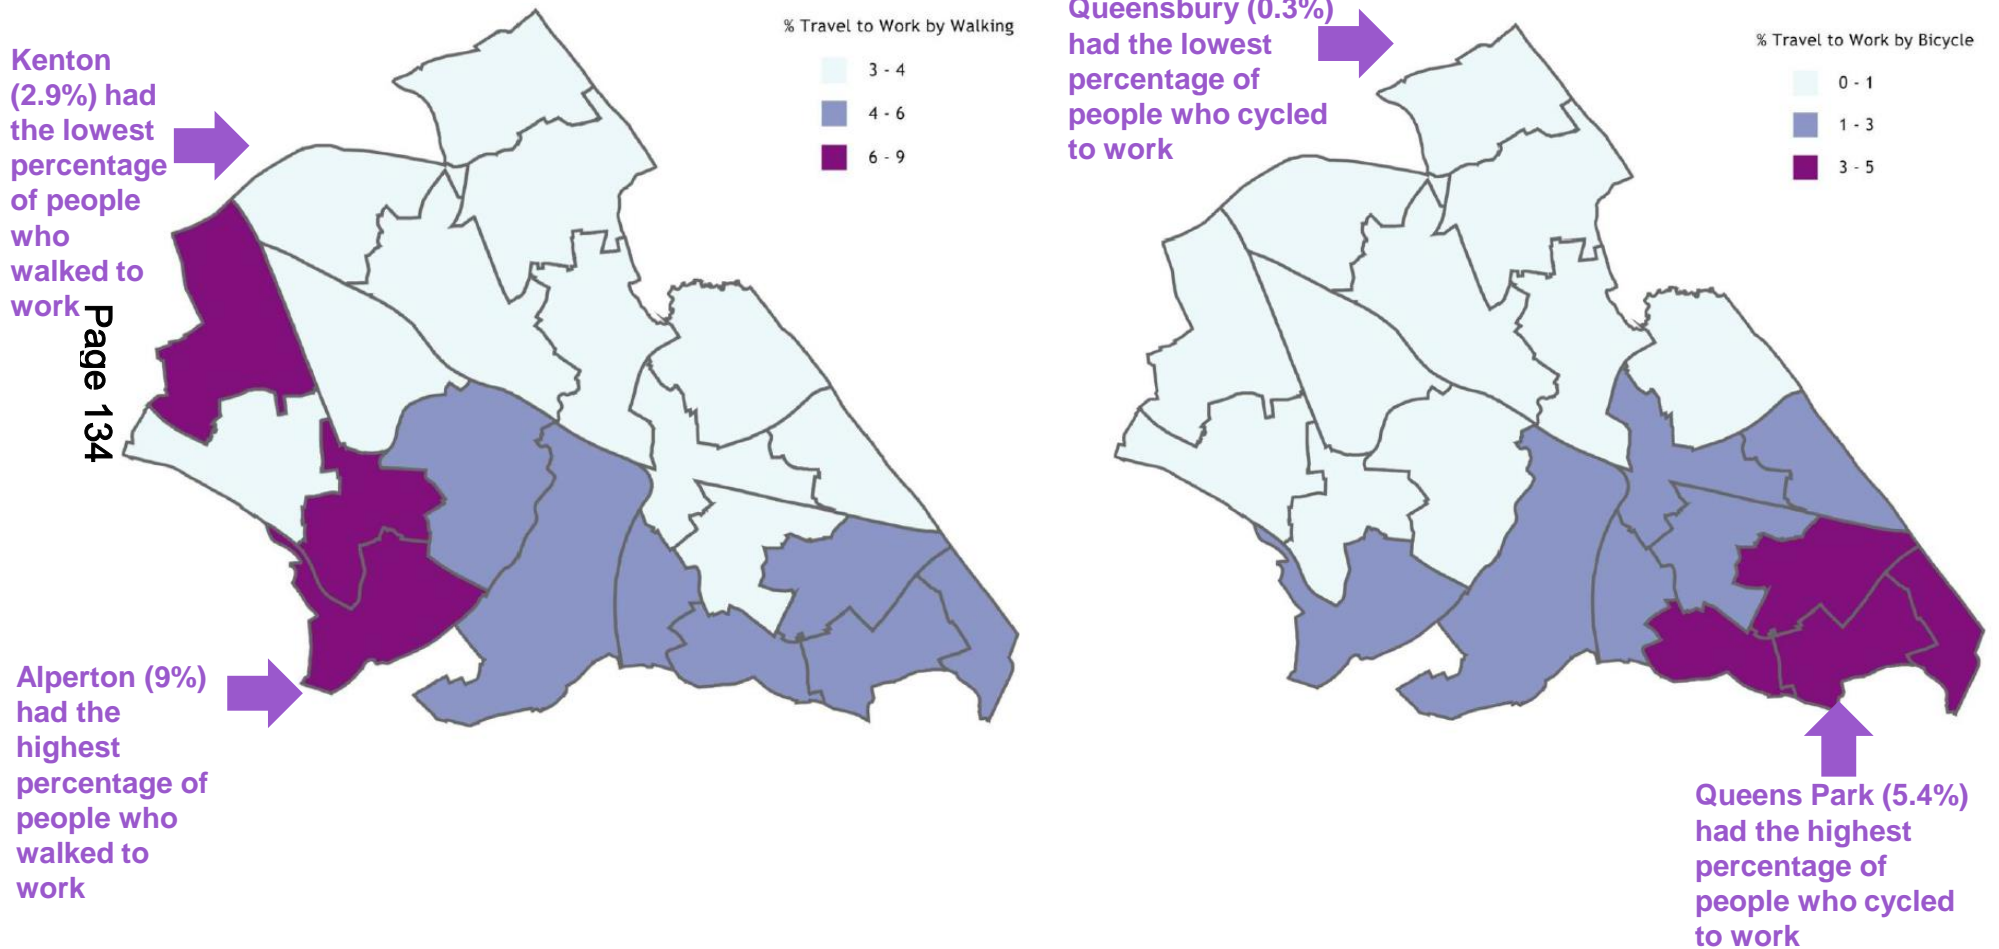 Kenton
(2.9%) had
the lowest
percentage
of people
who
walked to
work
Page 134
Alperton (9%)
had the
highest
percentage of
people who
walked to
work
% Travel to Work by Walking
3 - 4
4 - 6
6 - 9
Queensbury (0.3%)
had the lowest
percentage of
people who cycled
to work
% Travel to Work by Bicycle
0 - 1
1 - 3
3 - 5
Queens Park (5.4%)
had the highest
percentage of
people who cycled
to work